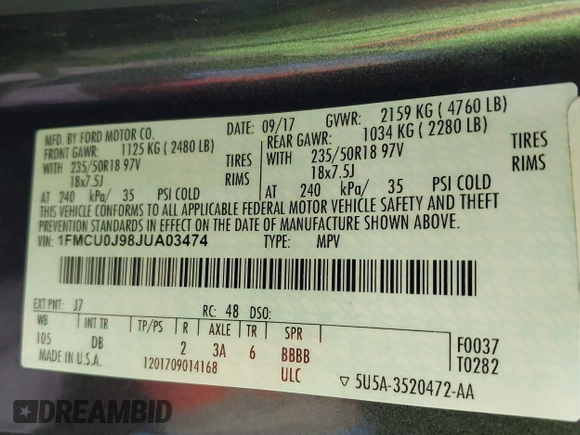 MFD. BY FORD MOTOR CO.
DATE: 09/17 GVWR: 2159 KG ( 4760 LB)
FRONT GAWR: 1125 KG ( 2480 LB)
REAR GAWR: 1034 KG ( 2280 LB)
WITH 235/50R18 97V TIRES
WITH 235/50R18 97V TIRES
18x7.5J RIMS
18x7.5J RIMS
AT 240 kPa/ 35 PSI COLD
AT 240 kPa/ 35 PSI COLD
THIS VEHICLE CONFORMS TO ALL APPLICABLE FEDERAL MOTOR VEHICLE SAFETY AND THEFT
PREVENTION STANDARDS IN EFFECT ON THE DATE OF MANUFACTURE SHOWN ABOVE.
VIN: 1FMCU0J98JUA03474 TYPE: MPV
EXT PNT: J7 RC: 48 DSO:
WB INT TR TP/PS R AXLE TR SPR
105 DB 2 3A 6 BBBB
F0037
T0282
MADE IN U.S.A. 1201709014168 ULC
▽ 5U5A-3520472-AA
DREAMBID